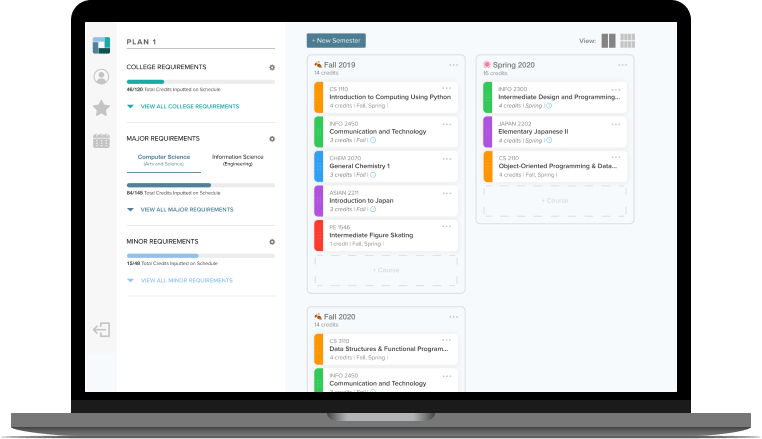 PLAN 1
COLLEGE REQUIREMENTS
46/120 Total Credits Inputted on Schedule
VIEW ALL COLLEGE REQUIREMENTS
MAJOR REQUIREMENTS
Computer Science
(Arts and Science)
Information Science
(Engineering)
84/145 Total Credits Inputted on Schedule
VIEW ALL MAJOR REQUIREMENTS
MINOR REQUIREMENTS
15/48 Total Credits Inputted on Schedule
VIEW ALL MINOR REQUIREMENTS
+ New Semester
View:
Fall 2019
14 credits
CS 1110
Introduction to Computing Using Python
4 credits | Fall, Spring |
INFO 2450
Communication and Technology
3 credits | Fall |
CHEM 2070
General Chemistry 1
3 credits | Fall |
ASIAN 2211
Introduction to Japan
3 credits | Fall |
PE 1546
Intermediate Figure Skating
1 credit | Fall, Spring |
+ Course
Spring 2020
16 credits
INFO 2300
Intermediate Design and Programming...
4 credits | Spring |
JAPAN 2202
Elementary Japanese II
4 credits | Spring |
CS 2110
Object-Oriented Programming & Data...
4 credits | Fall, Spring |
+ Course
Fall 2020
14 credits
CS 3110
Data Structures & Functional Program...
4 credits | Fall, Spring |
INFO 2450
Communication and Technology
3 credits | Fall |